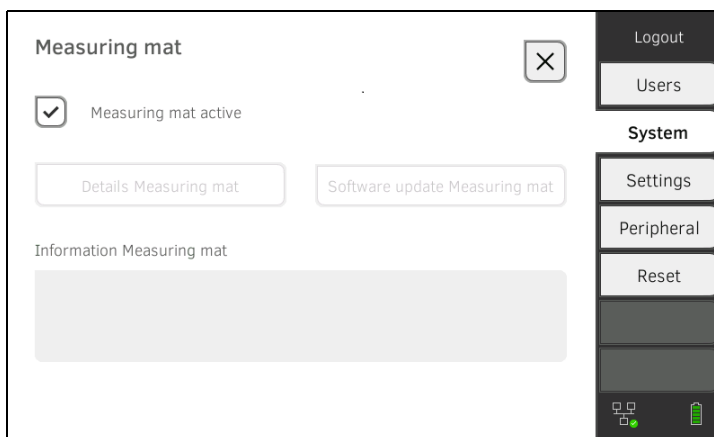 Measuring mat
Measuring mat active
Details Measuring mat
Software update Measuring mat
Information Measuring mat
Logout
Users
System
Settings
Peripheral
Reset